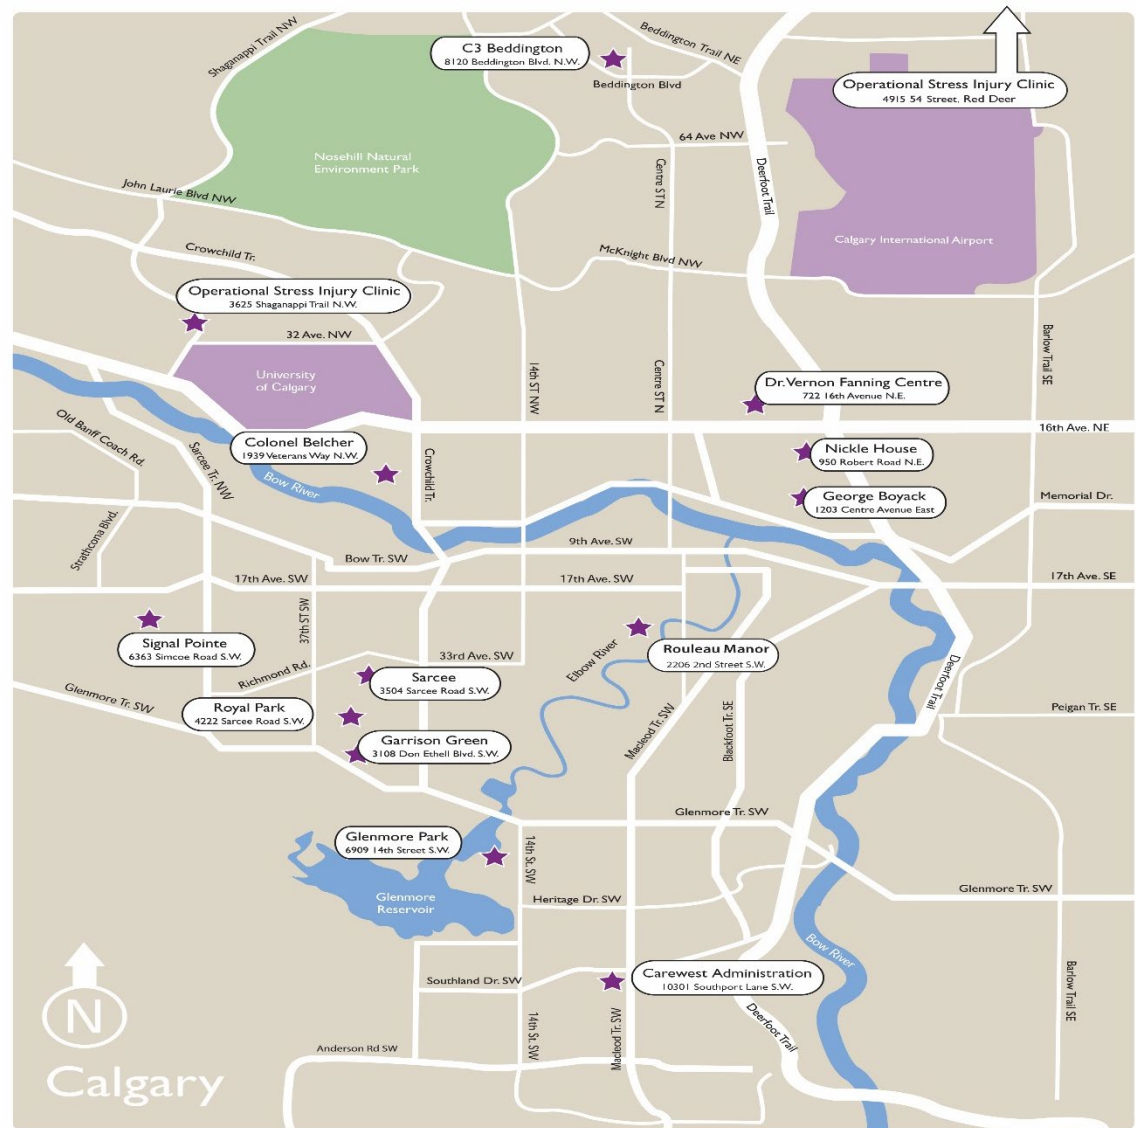 Shaganappi Trail NW
C3 Beddington
8120 Beddington Blvd. N.W.
Beddington Trail NE
Beddington Blvd
Operational Stress Injury Clinic
4915 54 Street, Red Deer
64 Ave NW
Nosehill Natural
Environment Park
Centre ST N
Deerfoot Trail
John Laurie Blvd NW
Calgary International Airport
Crowchild Tr.
McKnight Blvd NW
Operational Stress Injury Clinic
3625 Shaganappi Trail N.W.
32 Ave. NW
Barlow Trail SE
University
of Calgary
14th ST NW
Centre ST N
Dr. Vernon Fanning Centre
722 16th Avenue N.E.
Old Banff Coach Rd.
Sarcee Tr. NW
16th Ave. NE
Colonel Belcher
1939 Veterans Way N.W.
Crowchild Tr.
Nickle House
950 Robert Road N.E.
Bow River
George Boyack
1203 Centre Avenue East
Memorial Dr.
Strathcona Blvd.
9th Ave. SW
Bow Tr. SW
17th Ave. SW
17th Ave. SW
17th Ave. SE
37th ST SW
Signal Pointe
6363 Simcoe Road S.W.
Elbow River
Rouleau Manor
2206 2nd Street S.W.
33rd Ave. SW
Richmond Rd.
Sarcee
3504 Sarcee Road S.W.
Deerfoot Trail
Glenmore Tr. SW
Royal Park
4222 Sarcee Road S.W.
Macleod Tr. SW
Blackfoot Tr. SE
Peigan Tr. SE
Garrison Green
3108 Don Ethell Blvd. S.W.
Glenmore Tr. SW
Glenmore Park
6909 14th Street S.W.
14th St. SW
Glenmore
Reservoir
Heritage Dr. SW
Glenmore Tr. SW
Bow River
Carewest Administration
10301 Southport Lane S.W.
Southland Dr. SW
Barlow Trail SE
N
14th St. SW
Macleod Tr. SW
Deerfoot Trail
Anderson Rd SW
Calgary